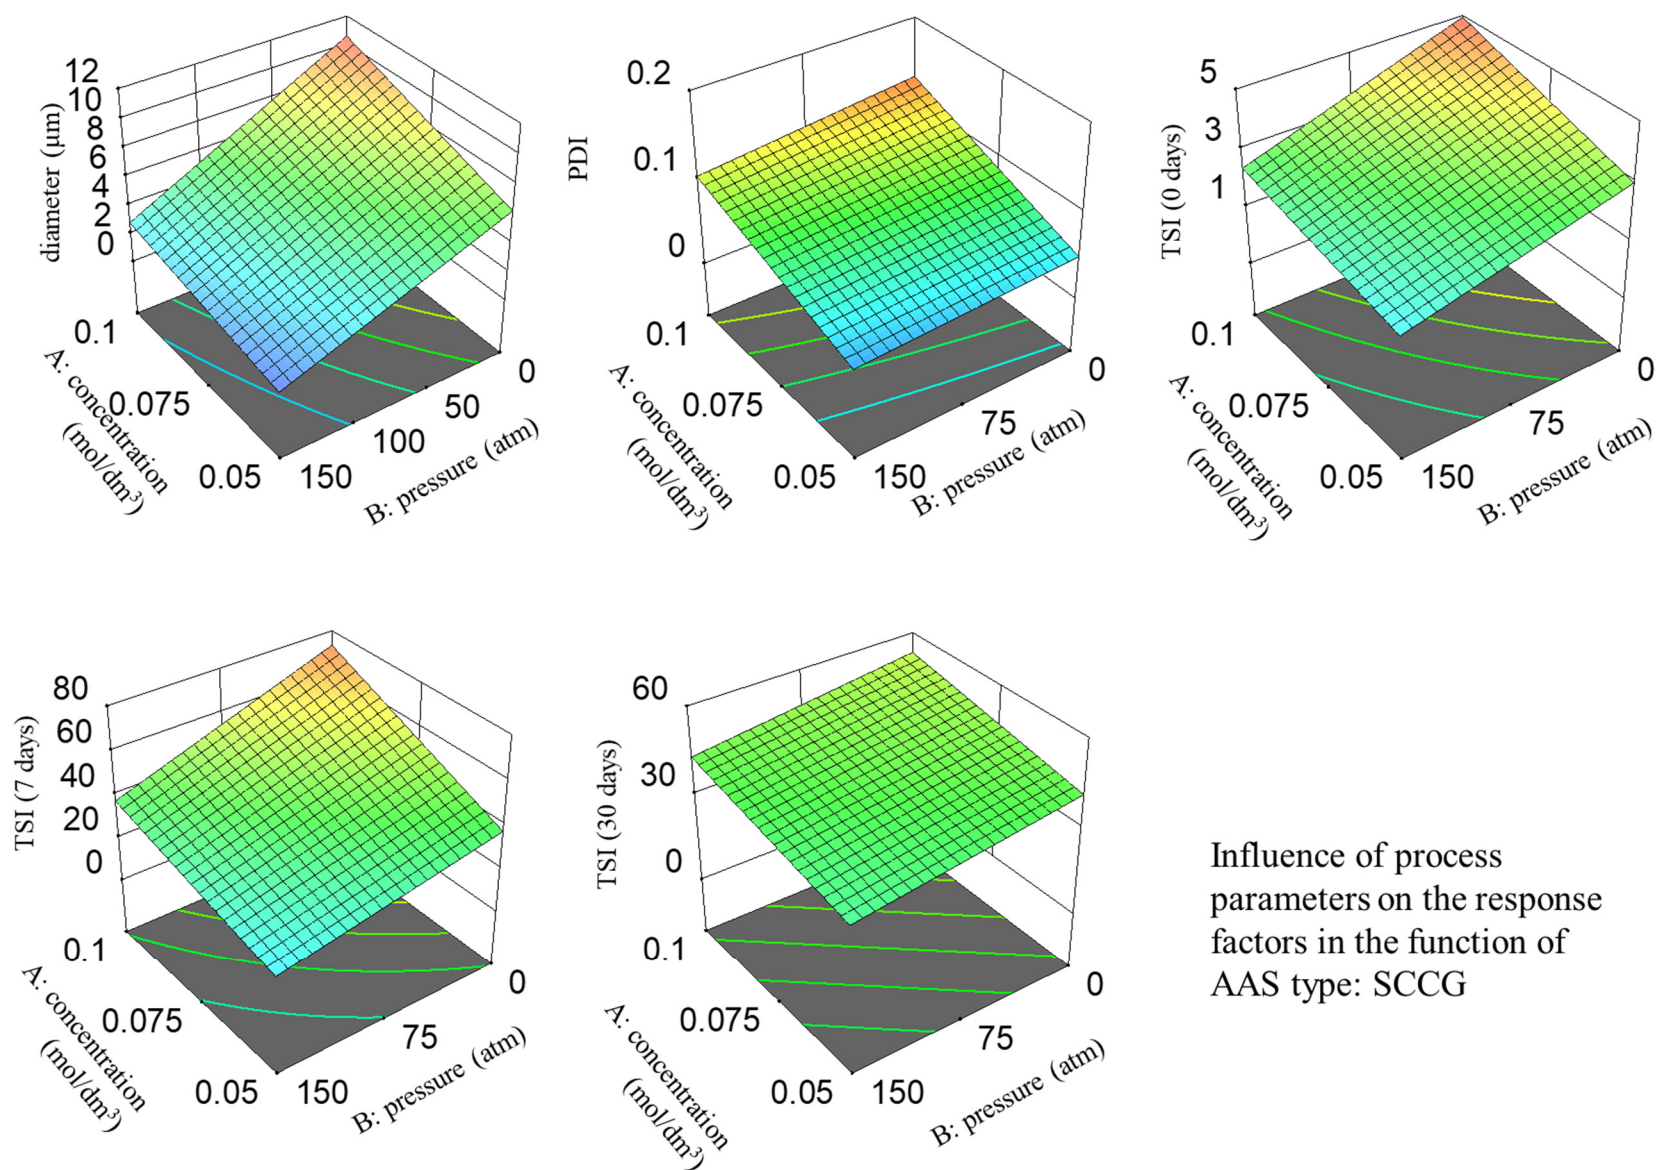 12
10
8
6
4
2
0
diameter (μm)
0.1
0.075
0.05
A: concentration
(mol/dm³)
150
100
50
0
B: pressure (atm)
0.2
0.1
0
PDI
0.1
0.075
0.05
A: concentration
(mol/dm³)
150
75
0
B: pressure (atm)
5
3
1
TSI (0 days)
0.1
0.075
0.05
A: concentration
(mol/dm³)
150
75
0
B: pressure (atm)
80
60
40
20
0
TSI (7 days)
0.1
0.075
0.05
A: concentration
(mol/dm³)
150
75
0
B: pressure (atm)
60
30
0
TSI (30 days)
0.1
0.075
0.05
A: concentration
(mol/dm³)
150
75
0
B: pressure (atm)
Influence of process
parameters on the response
factors in the function of
AAS type: SCCG